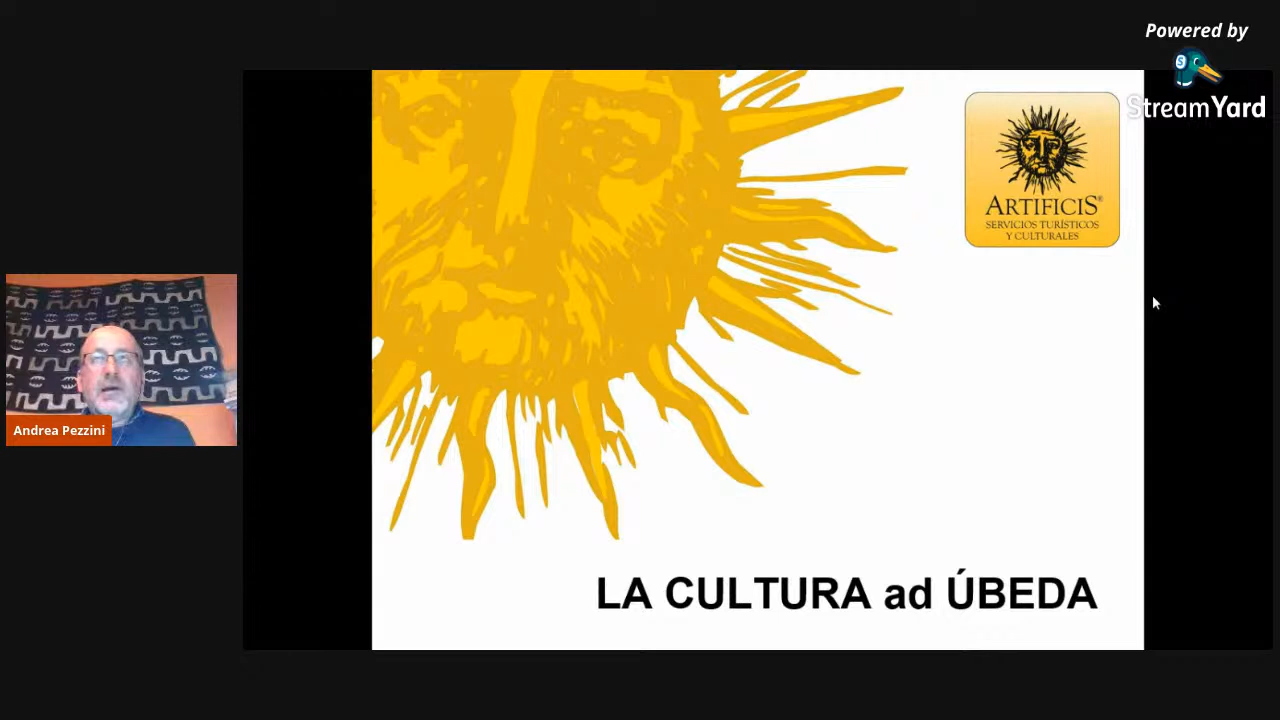 Powered by
StreamYard
ARTIFICIS®
SERVICIOS TURÍSTICOS
Y CULTURALES
Andrea Pezzini
LA CULTURA ad ÚBEDA